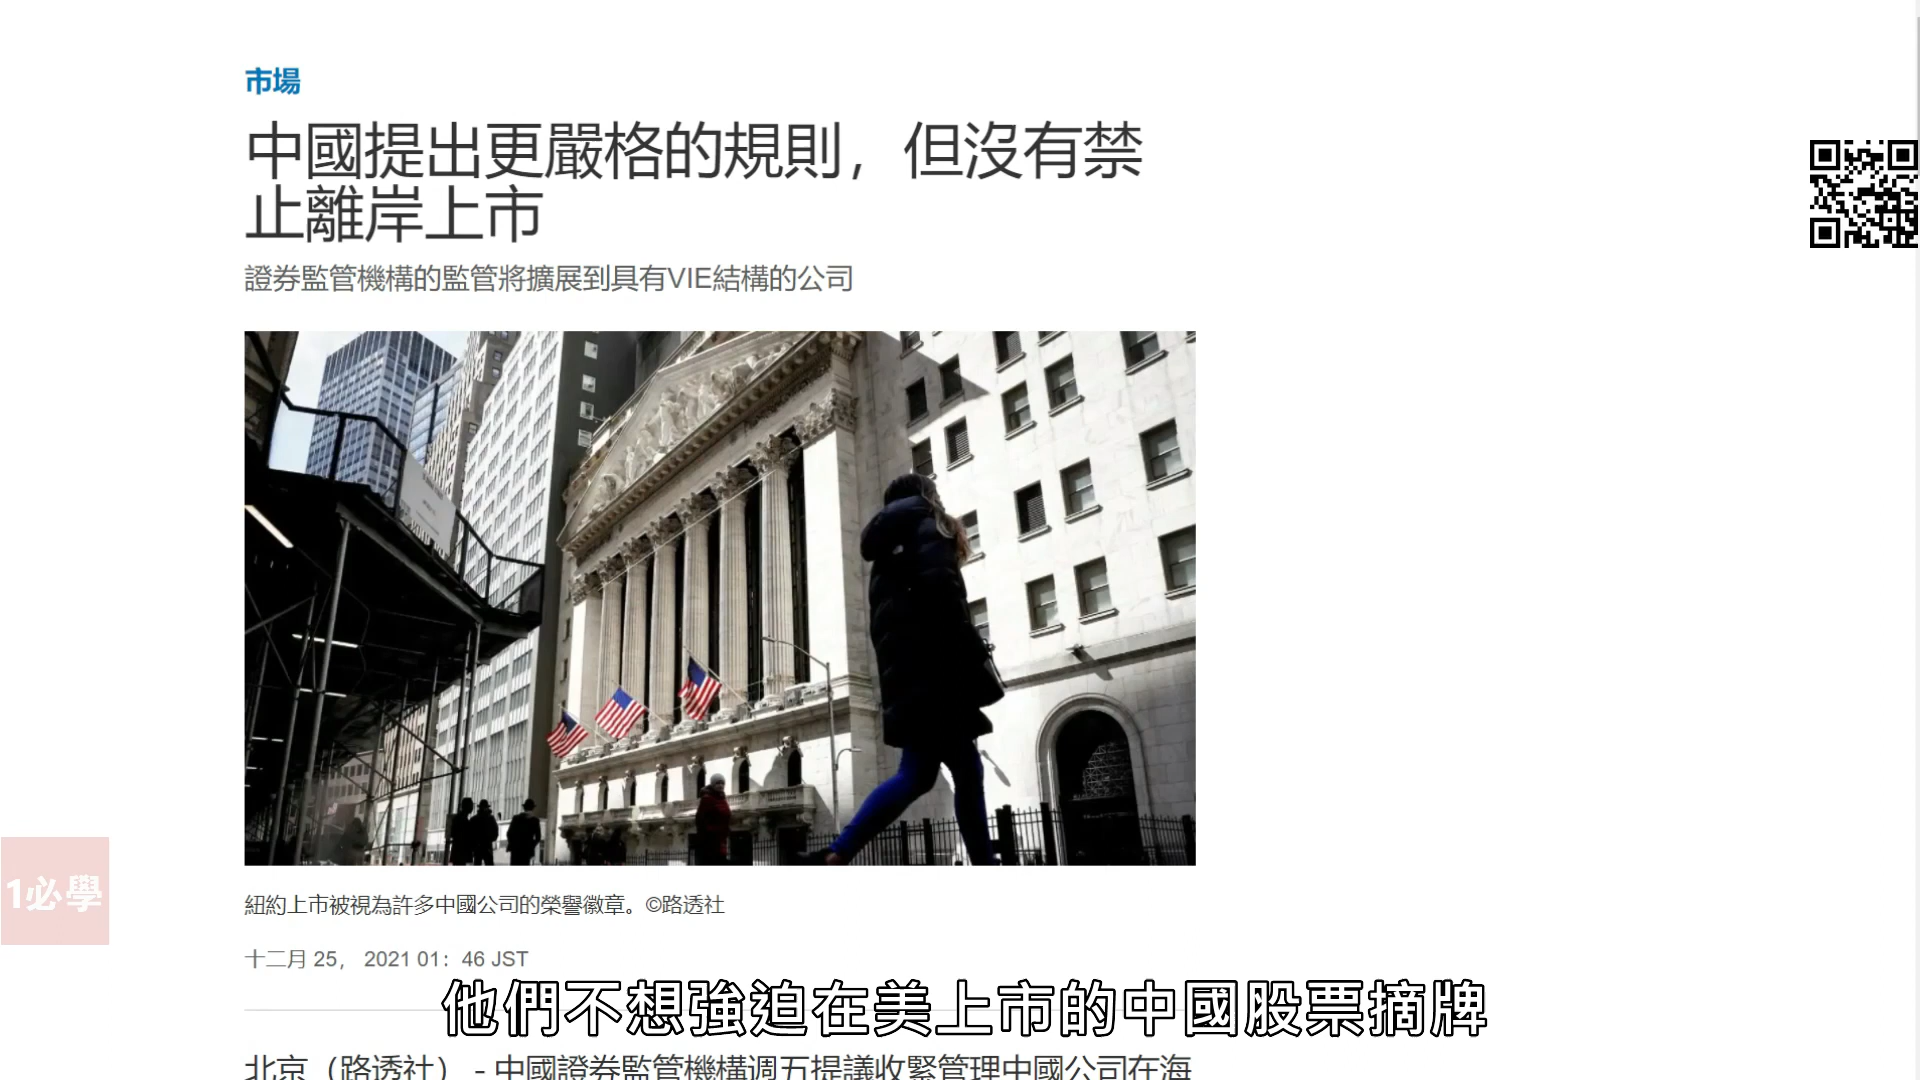 市場
中國提出更嚴格的規則，但沒有禁
止離岸上市
證券監管機構的監管將擴展到具有VIE結構的公司
1必學
紐約上市被視為許多中國公司的榮譽徽章。©路透社
十二月 25， 2021 01：46 JST
他們不想強迫在美上市的中國股票摘牌
北京（路透社） - 中國證券監管機構週五提議收緊管理中國公司在海